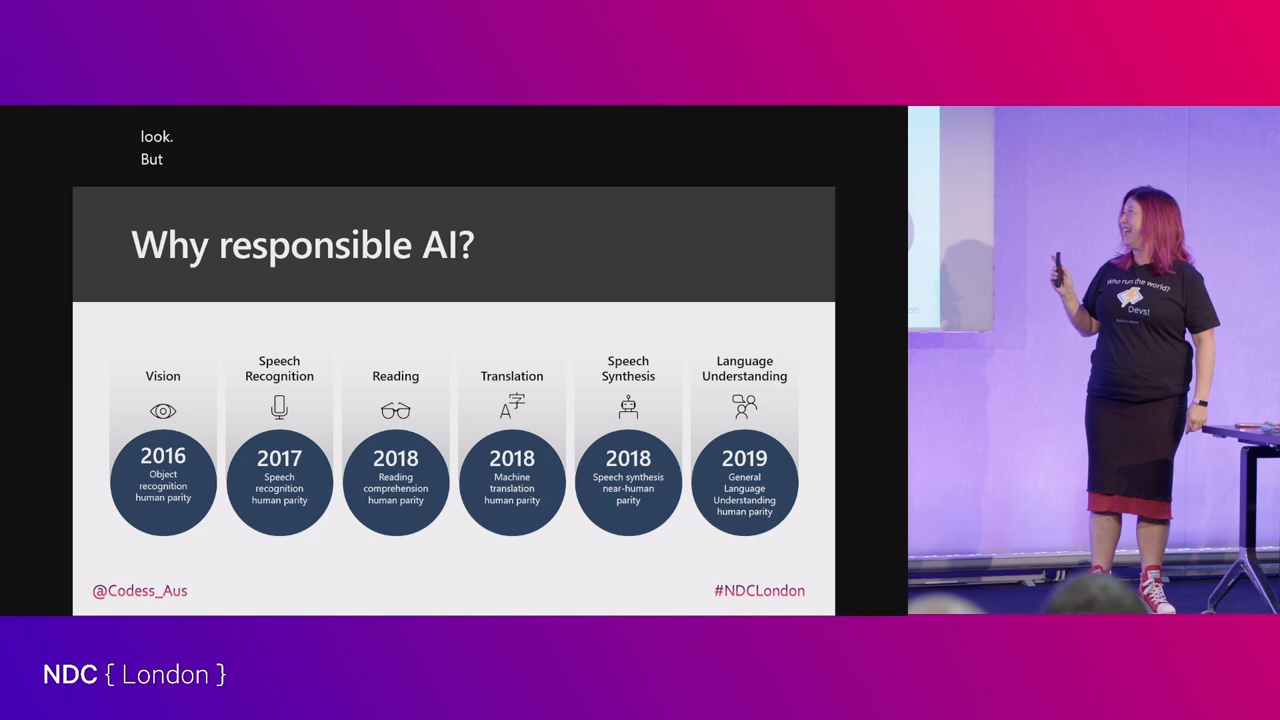 look.
But
Why responsible AI?
Vision
Speech
Recognition
Reading
Translation
Speech
Synthesis
Language
Understanding
A字
2016
Object
recognition
human parity
2017
Speech
recognition
human parity
2018
Reading
comprehension
human parity
2018
Machine
translation
human parity
2018
Speech synthesis
near-human
parity
2019
General
Language
Understanding
human parity
@Codess_Aus
#NDCLondon
Who run the world?
Devs!
NDC { London }